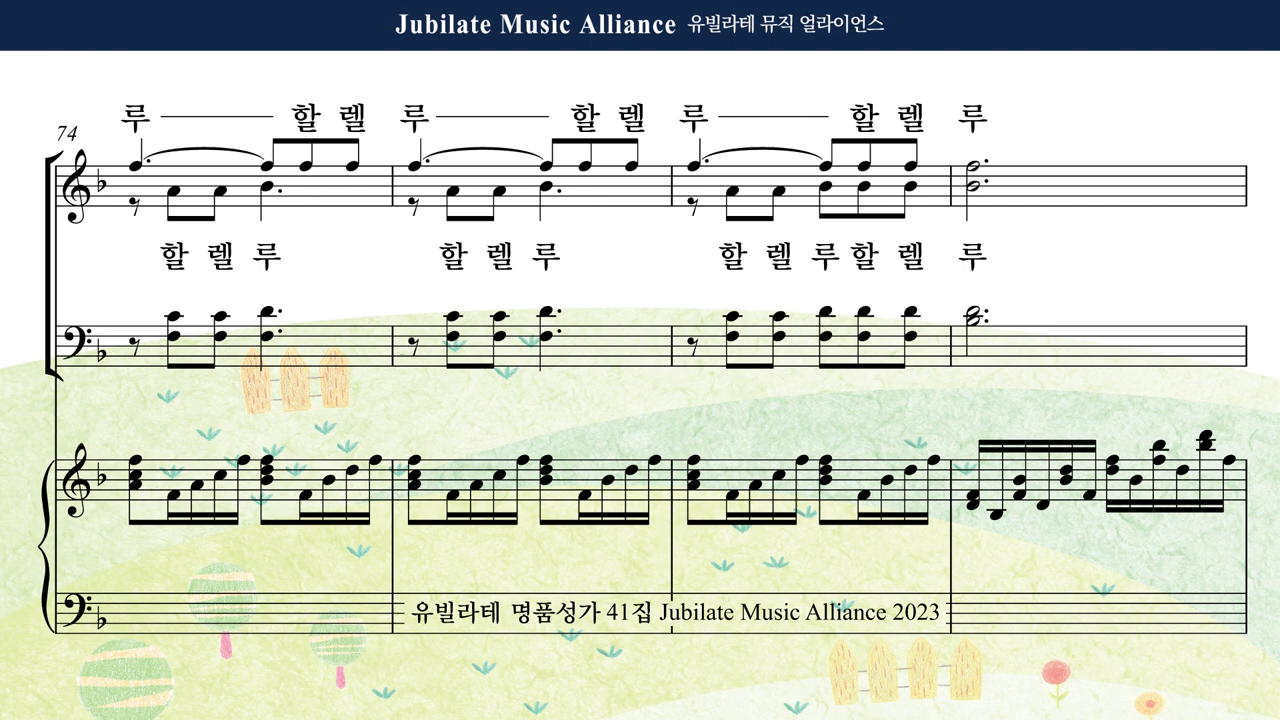 Jubilate Music Alliance 유빌라테 뮤직 얼라이언스
루 할 렐 루 할 렐 루 할 렐 루
74
할 렐 루 할 렐 루 할 렐 루 할 렐 루
유빌라테 명품성가 41집 Jubilate Music Alliance 2023